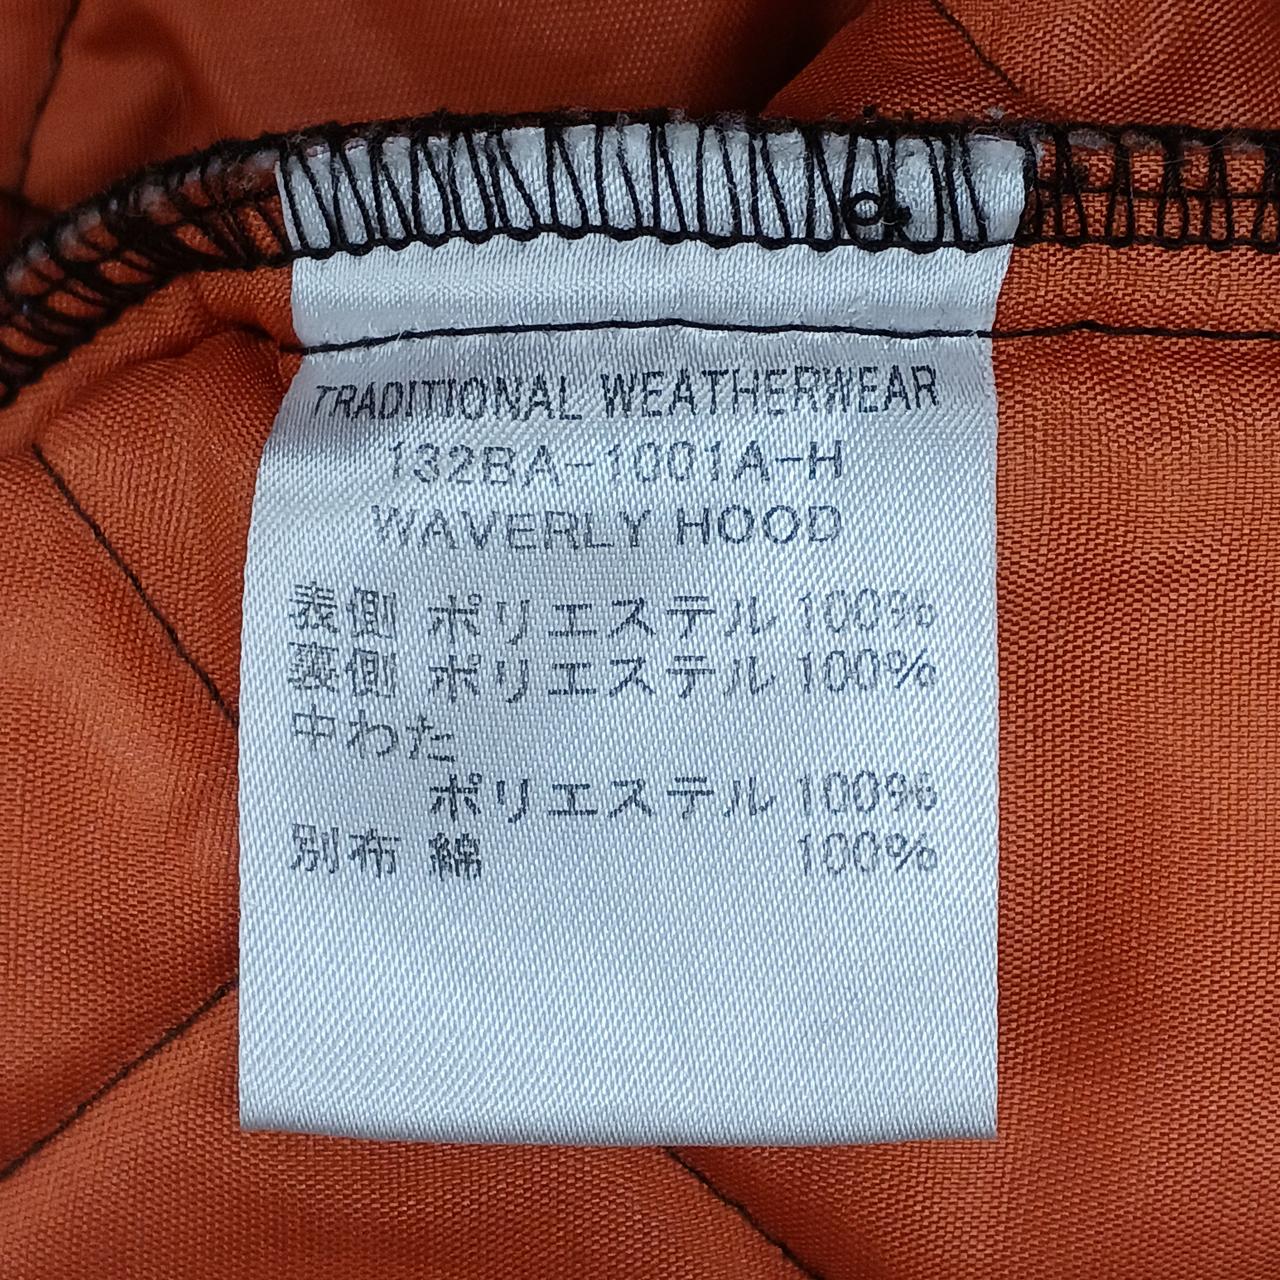 TRADITIONAL WEATHERWEAR
132BA-1001A-H
WAVERLY HOOD
表側 ポリエステル 100%
裏側 ポリエステル 100%
中わた
ポリエステル 100%
別布 綿 100%